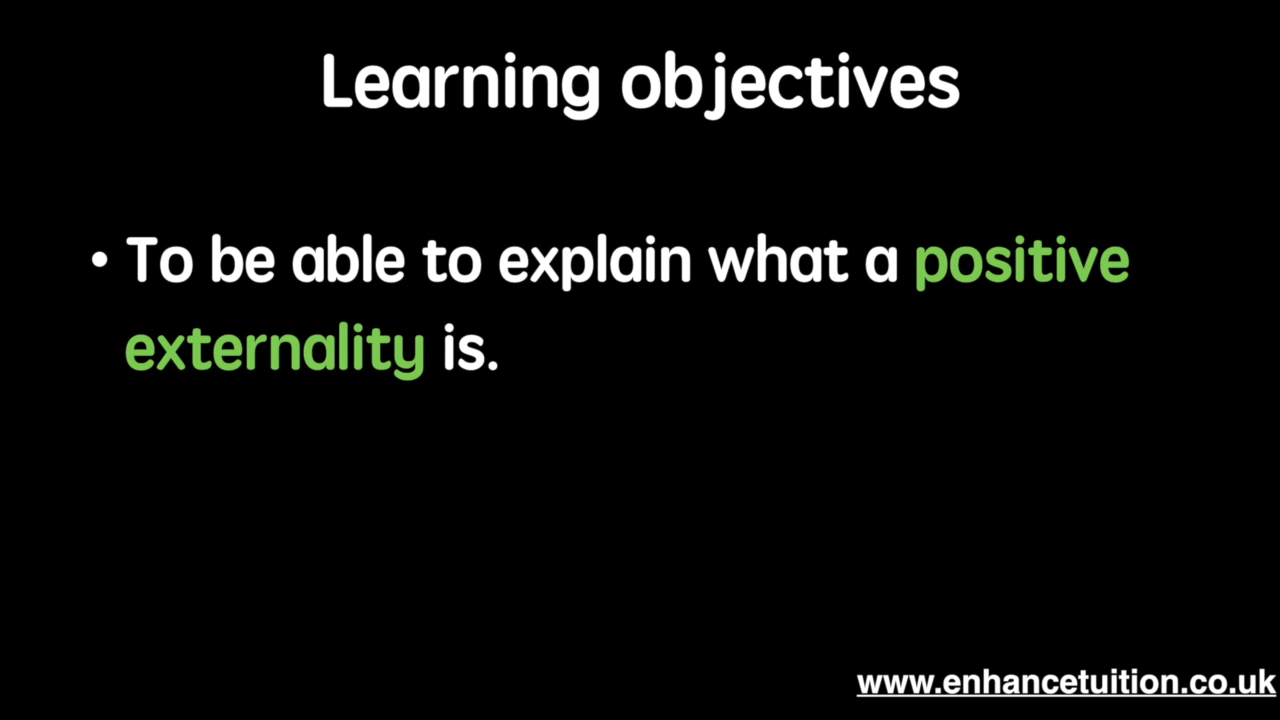 Learning objectives
• To be able to explain what a positive
externality is.
www.enhancetuition.co.uk